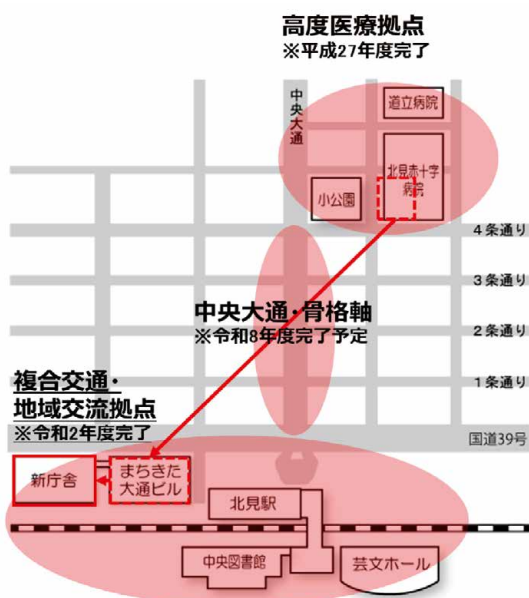 高度医療拠点
※平成27年度完了
中央大通
道立病院
北見赤十字
病院
小公園
4条通り
3条通り
中央大通・骨格軸
※令和8年度完了予定
2条通り
1条通り
複合交通・
地域交流拠点
※令和2年度完了
国道39号
新庁舎
まちきた
大通ビル
北見駅
中央図書館
芸文ホール